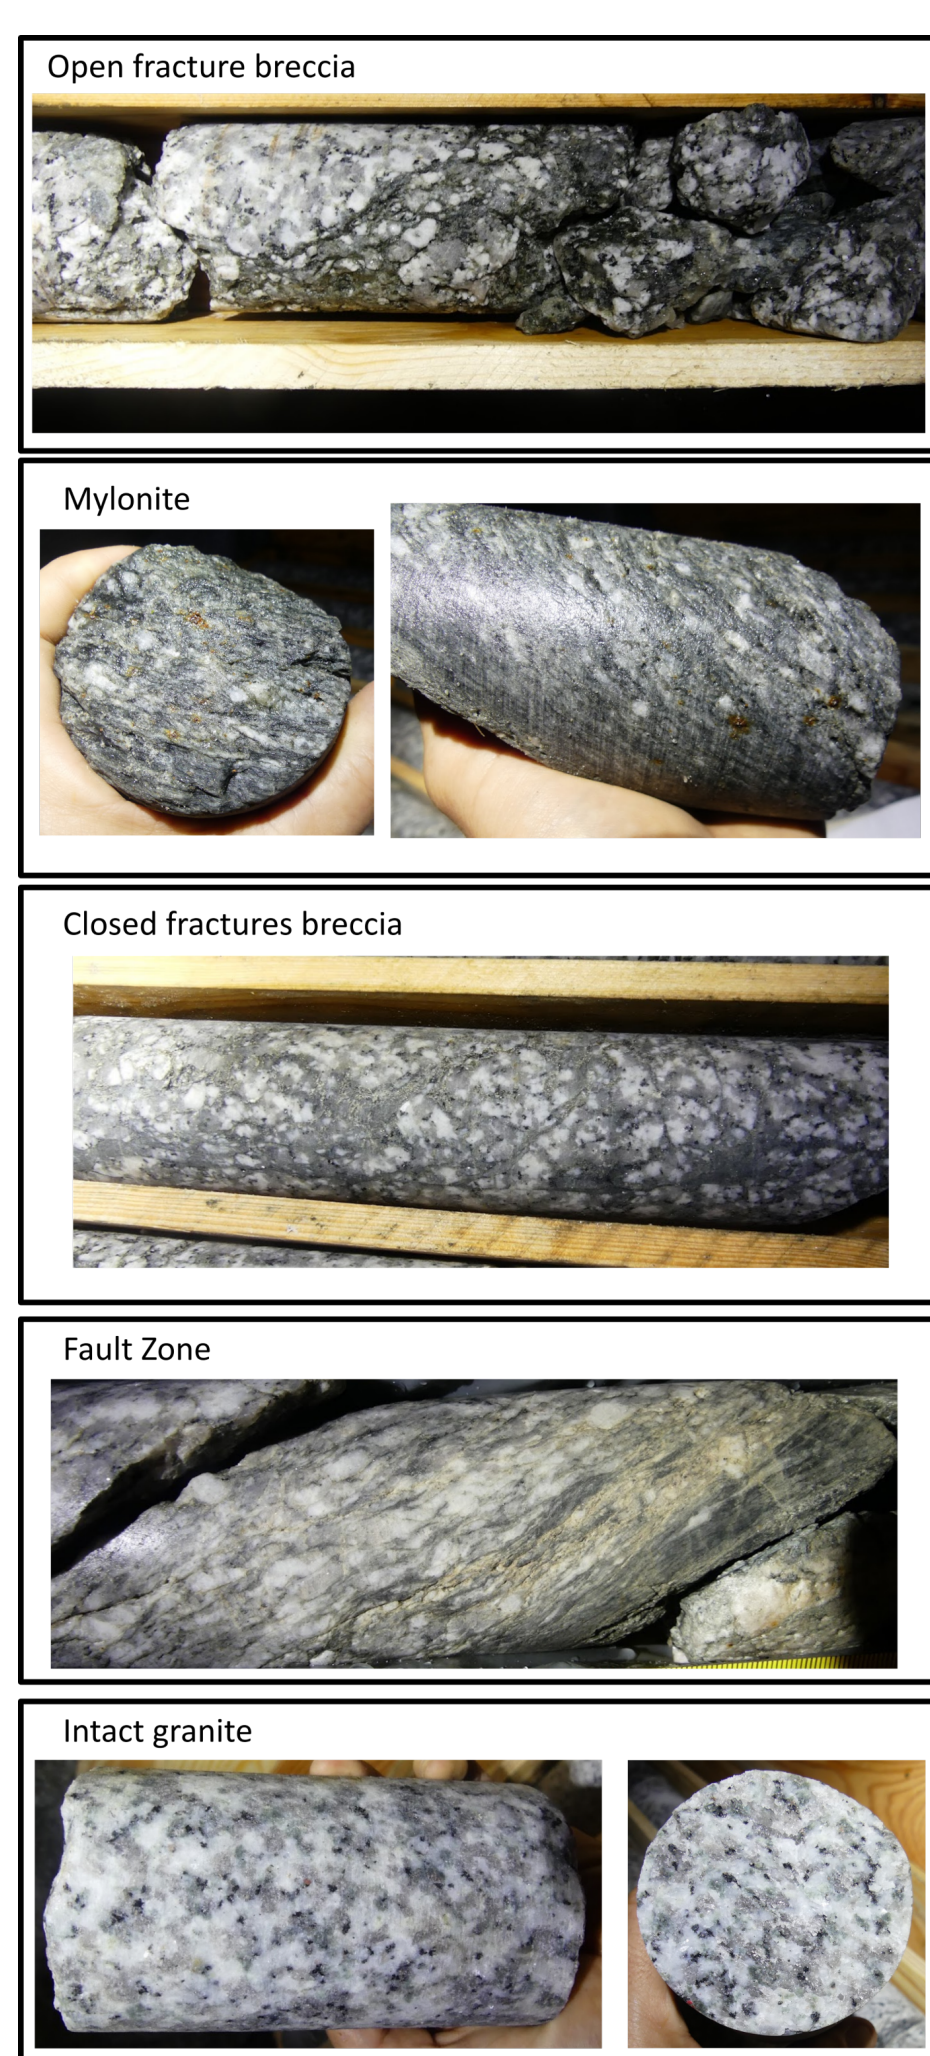 Open fracture breccia
Mylonite
Closed fractures breccia
Fault Zone
Intact granite